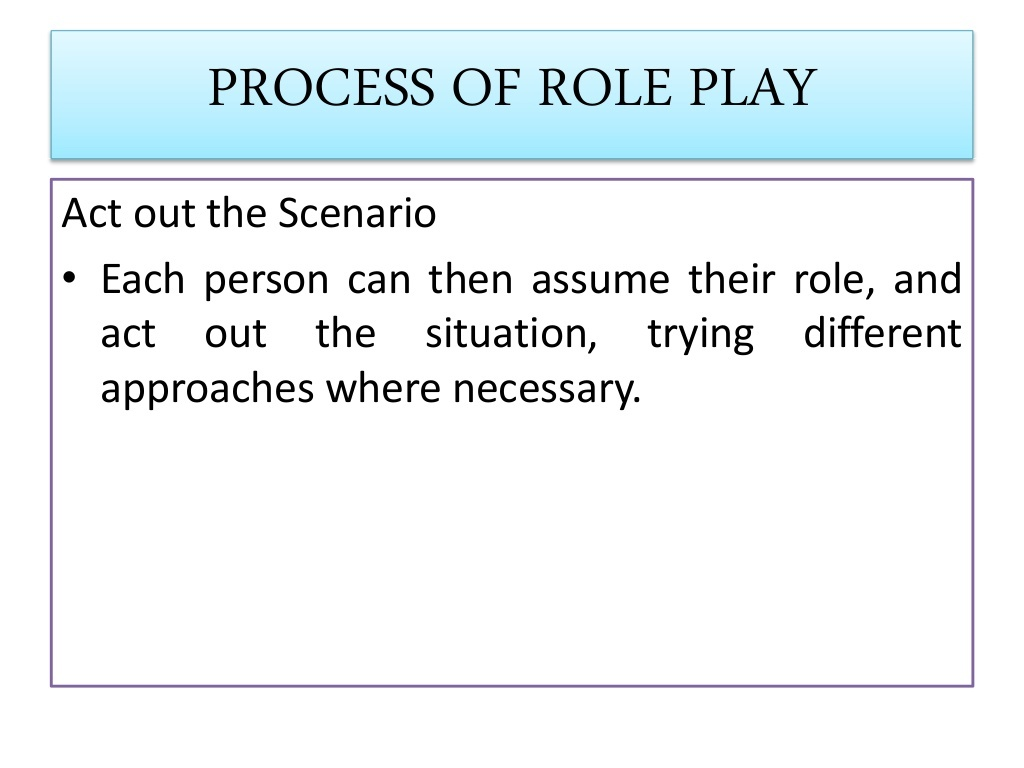 PROCESS OF ROLE PLAY
Act out the Scenario
• Each person can then assume their role, and
act out the situation, trying different
approaches where necessary.